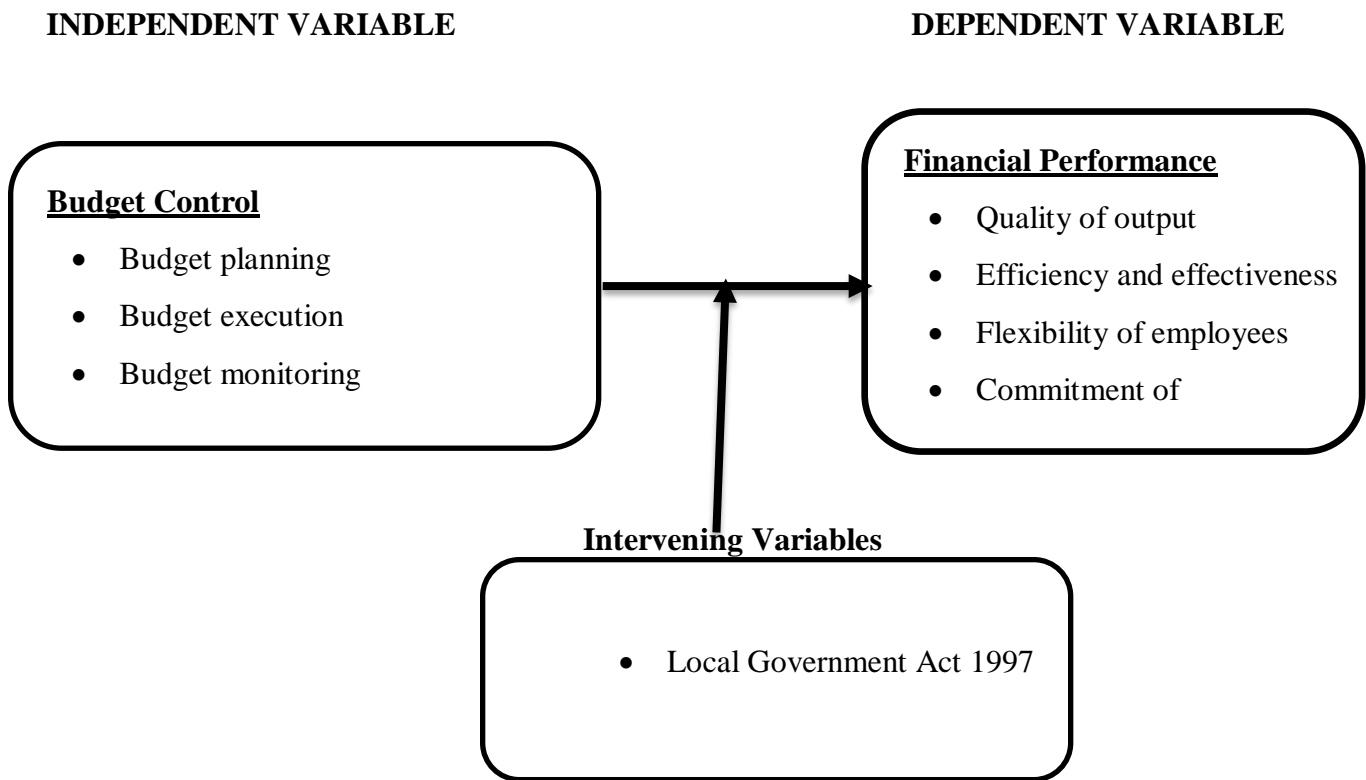 INDEPENDENT VARIABLE
DEPENDENT VARIABLE
Budget Control
• Budget planning
• Budget execution
• Budget monitoring
Financial Performance
• Quality of output
• Efficiency and effectiveness
• Flexibility of employees
• Commitment of
Intervening Variables
• Local Government Act 1997